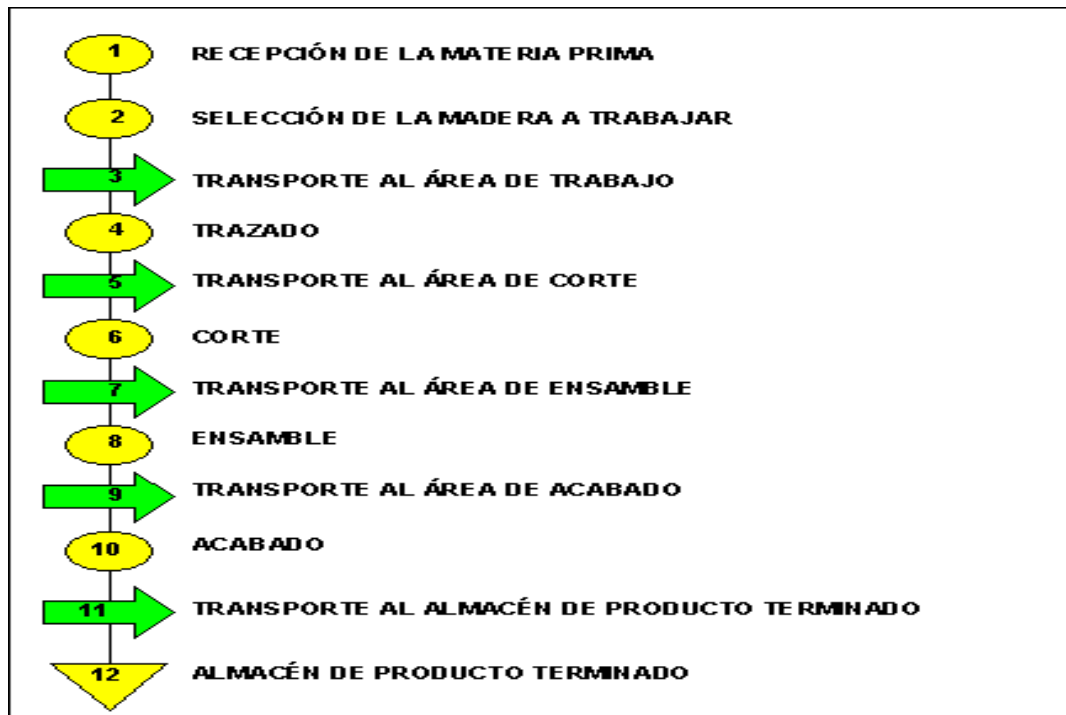 1 RECEPCIÓN DE LA MATERIA PRIMA
2 SELECCIÓN DE LA MADERA A TRABAJAR
3 TRANSPORTE AL ÁREA DE TRABAJO
4 TRAZADO
5 TRANSPORTE AL ÁREA DE CORTE
6 CORTE
7 TRANSPORTE AL ÁREA DE ENSAMBLE
8 ENSAMBLE
9 TRANSPORTE AL ÁREA DE ACABADO
10 ACABADO
11 TRANSPORTE AL ALMACÉN DE PRODUCTO TERMINADO
12 ALMACÉN DE PRODUCTO TERMINADO